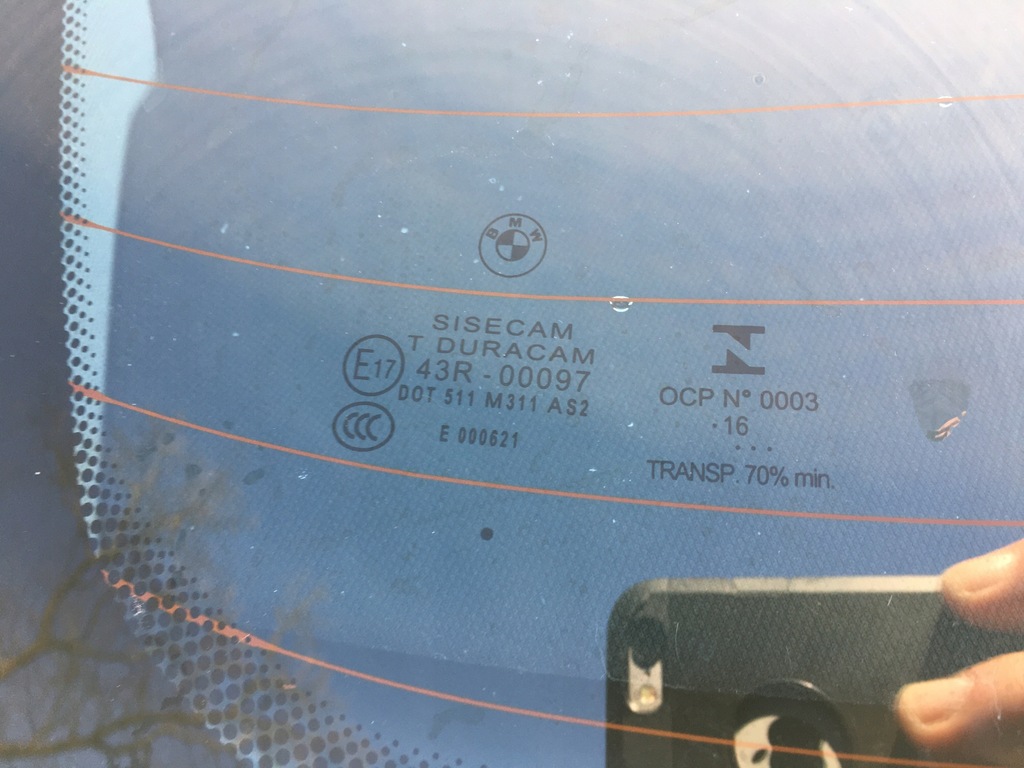 BMW
SISECAM
T DURACAM
E17 43R - 00097
DOT 511 M311 AS2
CCC
E 000621
OCP N° 0003
. 16
. . .
TRANSP. 70% min.